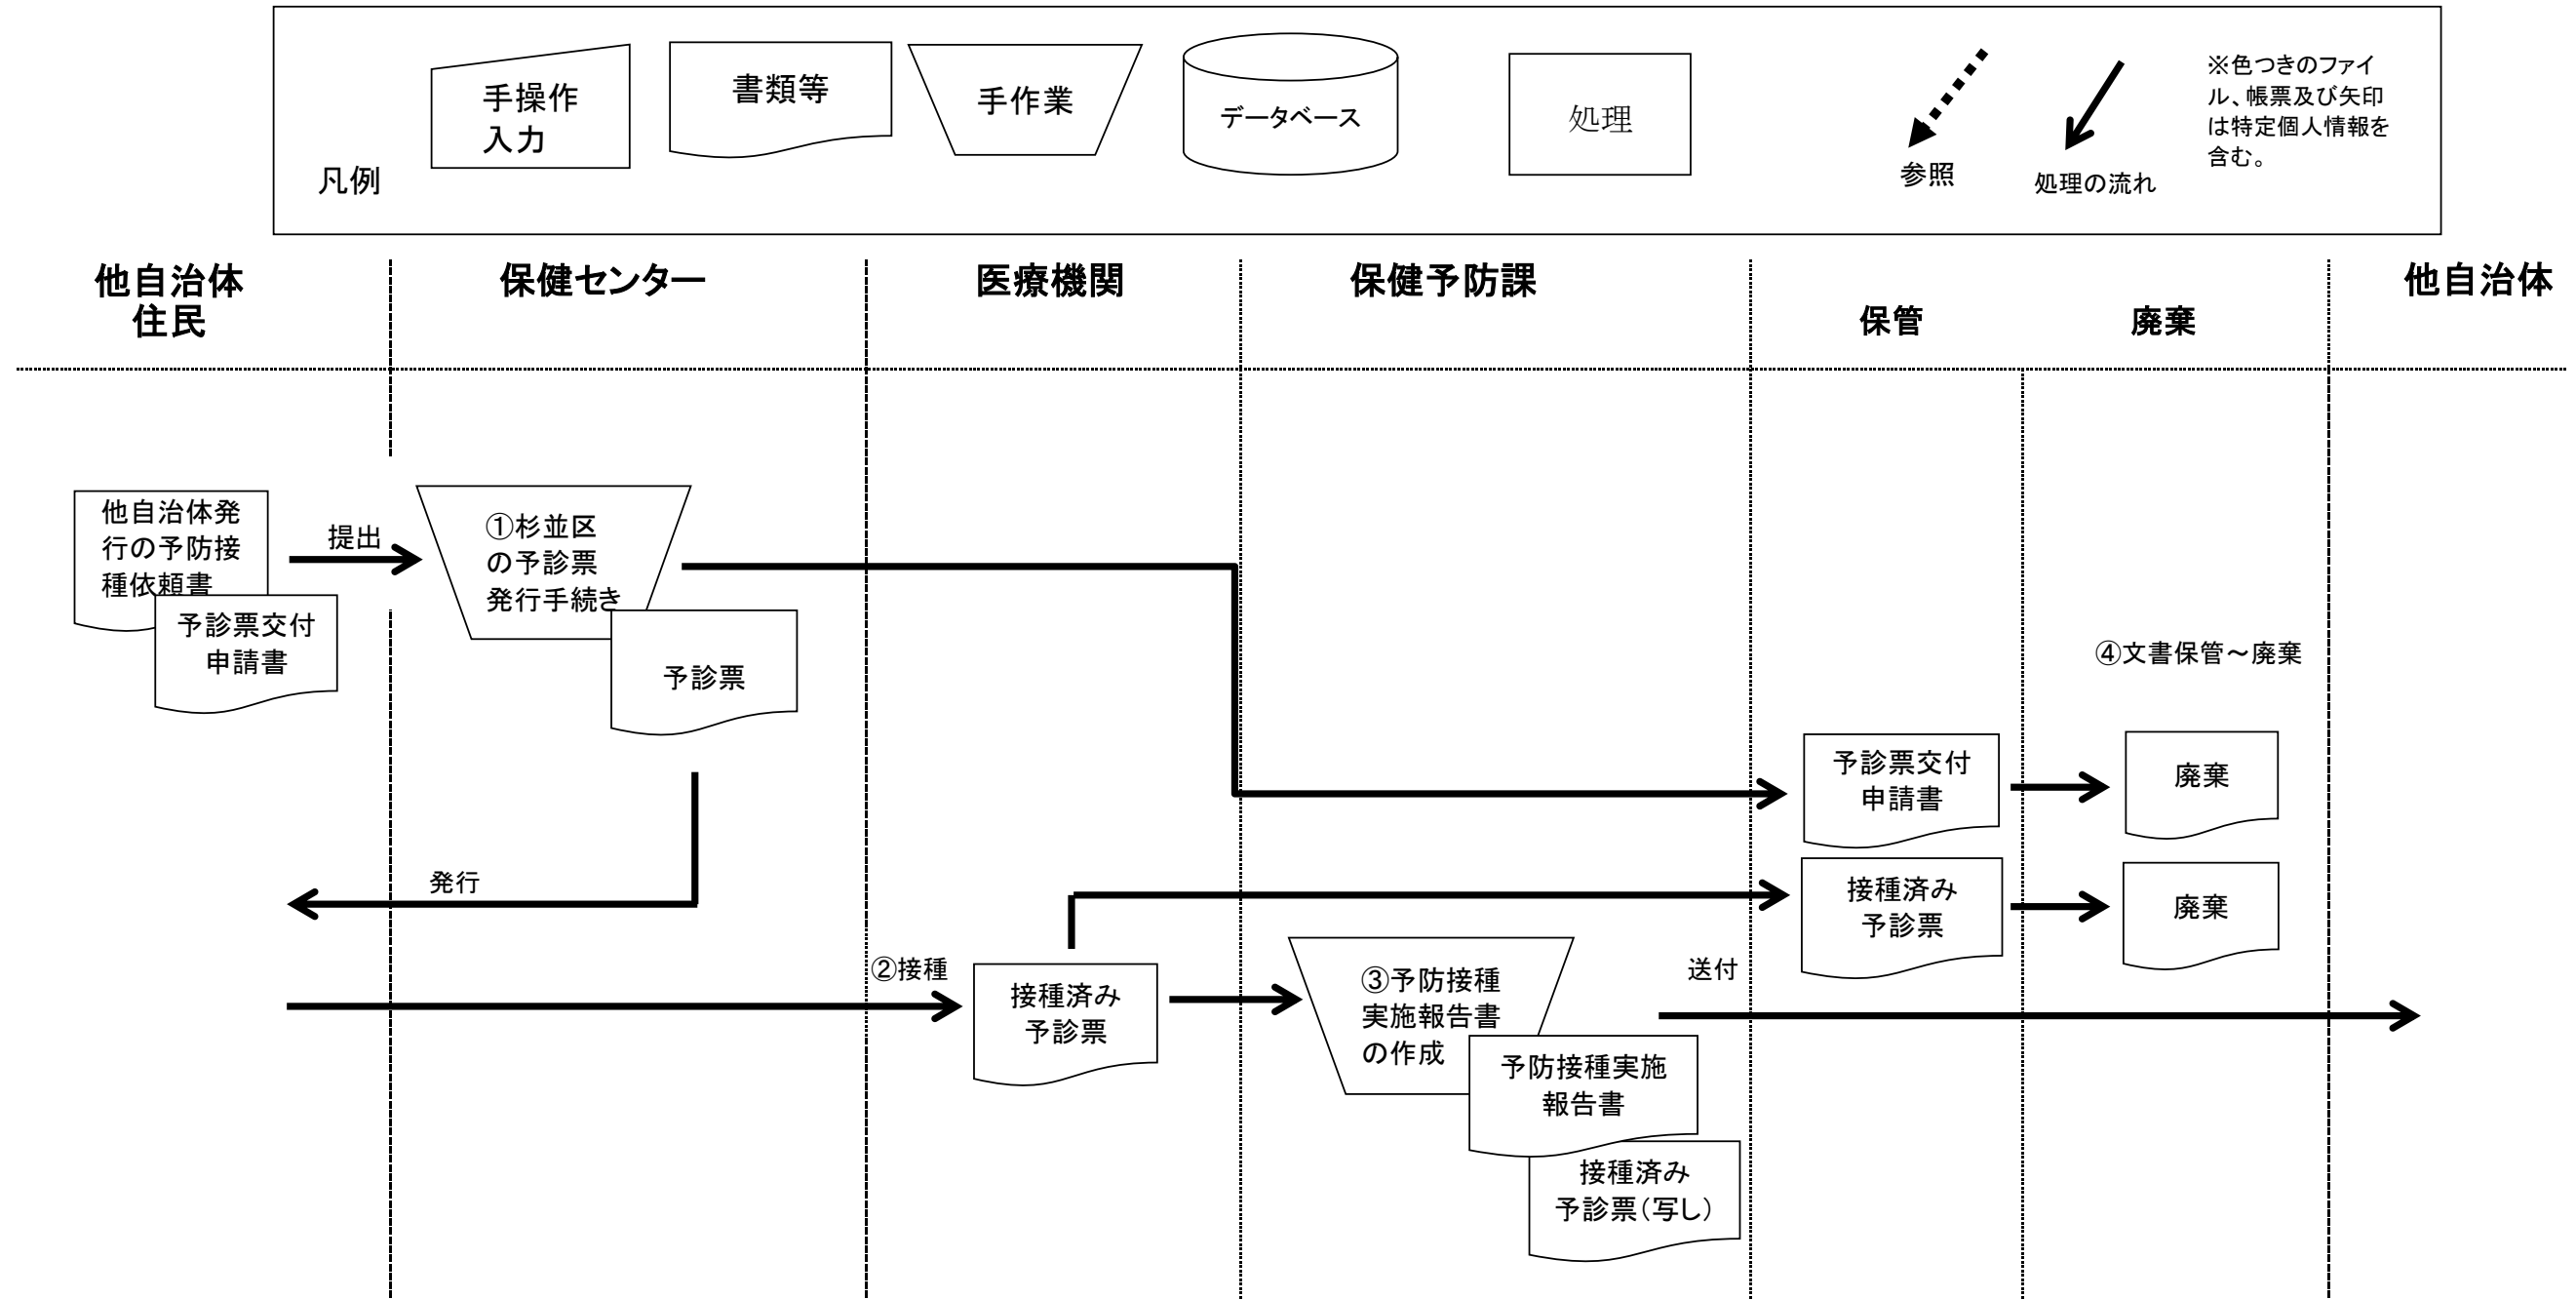 凡例
手操作
入力
書類等
手作業
データベース
処理
参照
処理の流れ
※色つきのファイ
ル、帳票及び矢印
は特定個人情報を
含む。
他自治体
住民
保健センター
医療機関
保健予防課
保管
廃棄
他自治体
他自治体発
行の予防接
種依頼書
予診票交付
申請書
提出
①杉並区
の予診票
発行手続き
予診票
④文書保管～廃棄
予診票交付
申請書
廃棄
発行
接種済み
予診票
廃棄
②接種
接種済み
予診票
③予防接種
実施報告書
の作成
送付
予防接種実施
報告書
接種済み
予診票（写し）